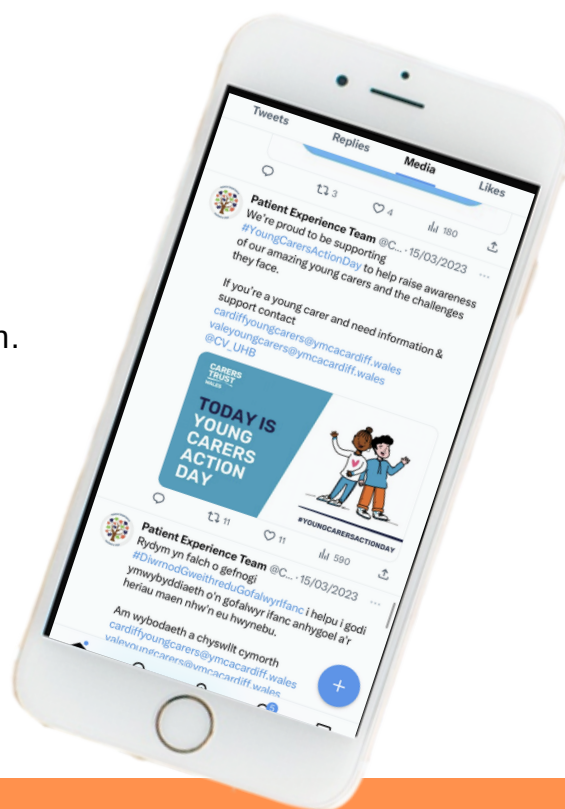 n.
Tweets
Replies
Media
Likes
3
4
180
Patient Experience Team @C... · 15/03/2023
We're proud to be supporting
#YoungCarersActionDay to help raise awareness
of our amazing young carers and the challenges
they face.
If you're a young carer and need information &
support contact
cardiffyoungcarers@ymcacardiff.wales
valeyoungcarers@ymcacardiff.wales
@CV_UHB
CARERS
TRUST
WALES
TODAY IS
YOUNG
CARERS
ACTION
DAY
#YOUNGCARERSACTIONDAY
11
11
590
Patient Experience Team @C... · 15/03/2023
Rydym yn falch o gefnogi
#DiwrnodGweithreduGofalwyrIfanc i helpu i godi
ymwybyddiaeth o'n gofalwyr ifanc anhygoel a'r
heriau maen nhw'n eu hwynebu.
Am wybodaeth a chyswllt cymorth
cardiffyoungcarers@ymcacardiff.wales
valeyoungcarers@ymcacardiff.wales
+
5